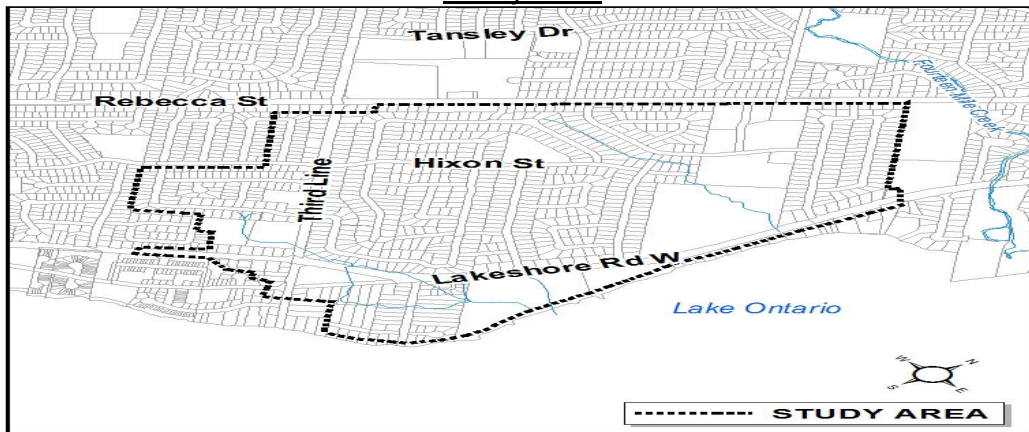 Tansley Dr
Fourteen Mile Creek
Rebecca St
Hixon St
Third Line
Lakeshore Rd W
Lake Ontario
W
N
S
E
STUDY AREA